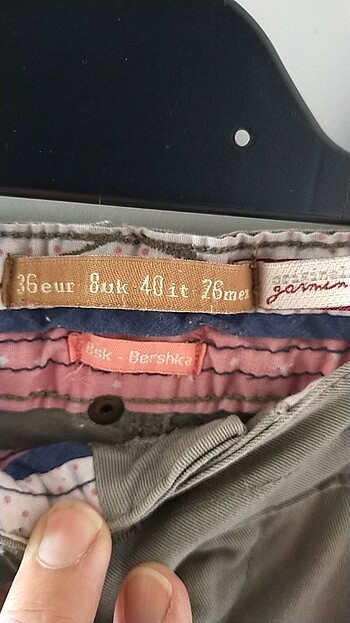 36eur 8uk 40it 26mex
garmen
Bsk - Bershka